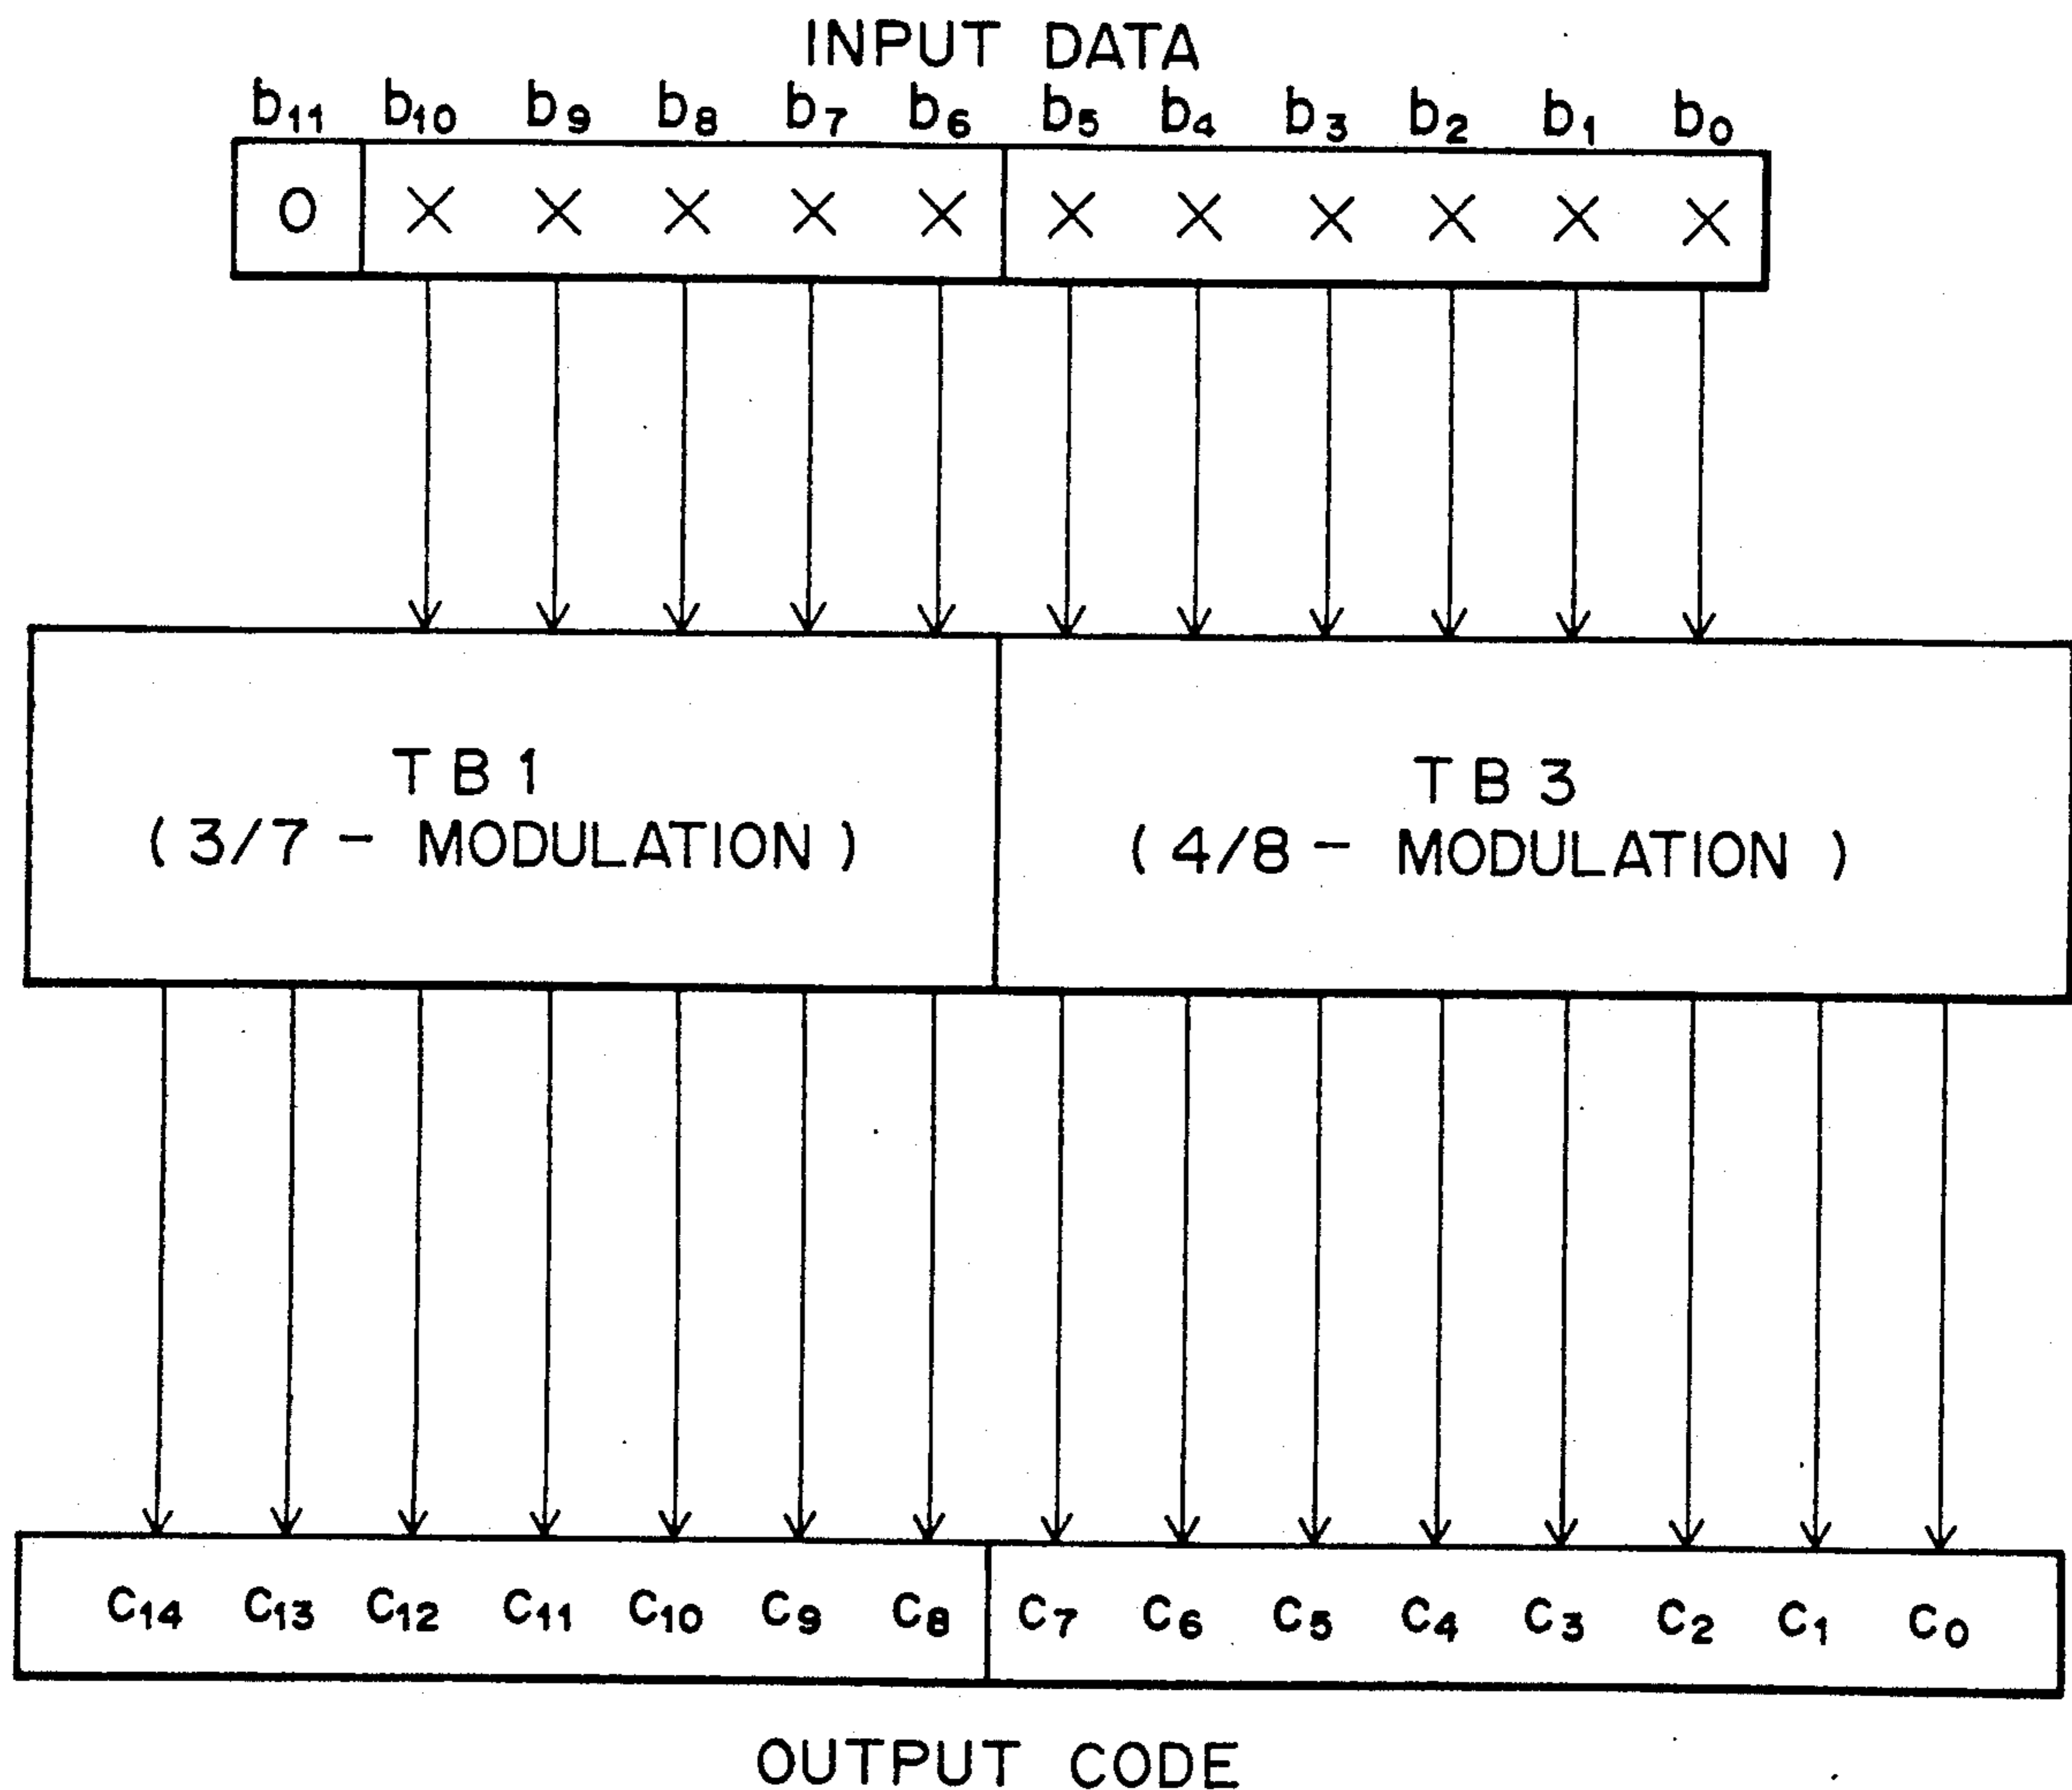 INPUT DATA
b₁₁ b₁₀ b₉ b₈ b₇ b₆ b₅ b₄ b₃ b₂ b₁ b₀
0 × × × × × × × × × × ×
TB1
(3/7 - MODULATION)
TB3
(4/8 - MODULATION)
C₁₄ C₁₃ C₁₂ C₁₁ C₁₀ C₉ C₈ C₇ C₆ C₅ C₄ C₃ C₂ C₁ C₀
OUTPUT CODE